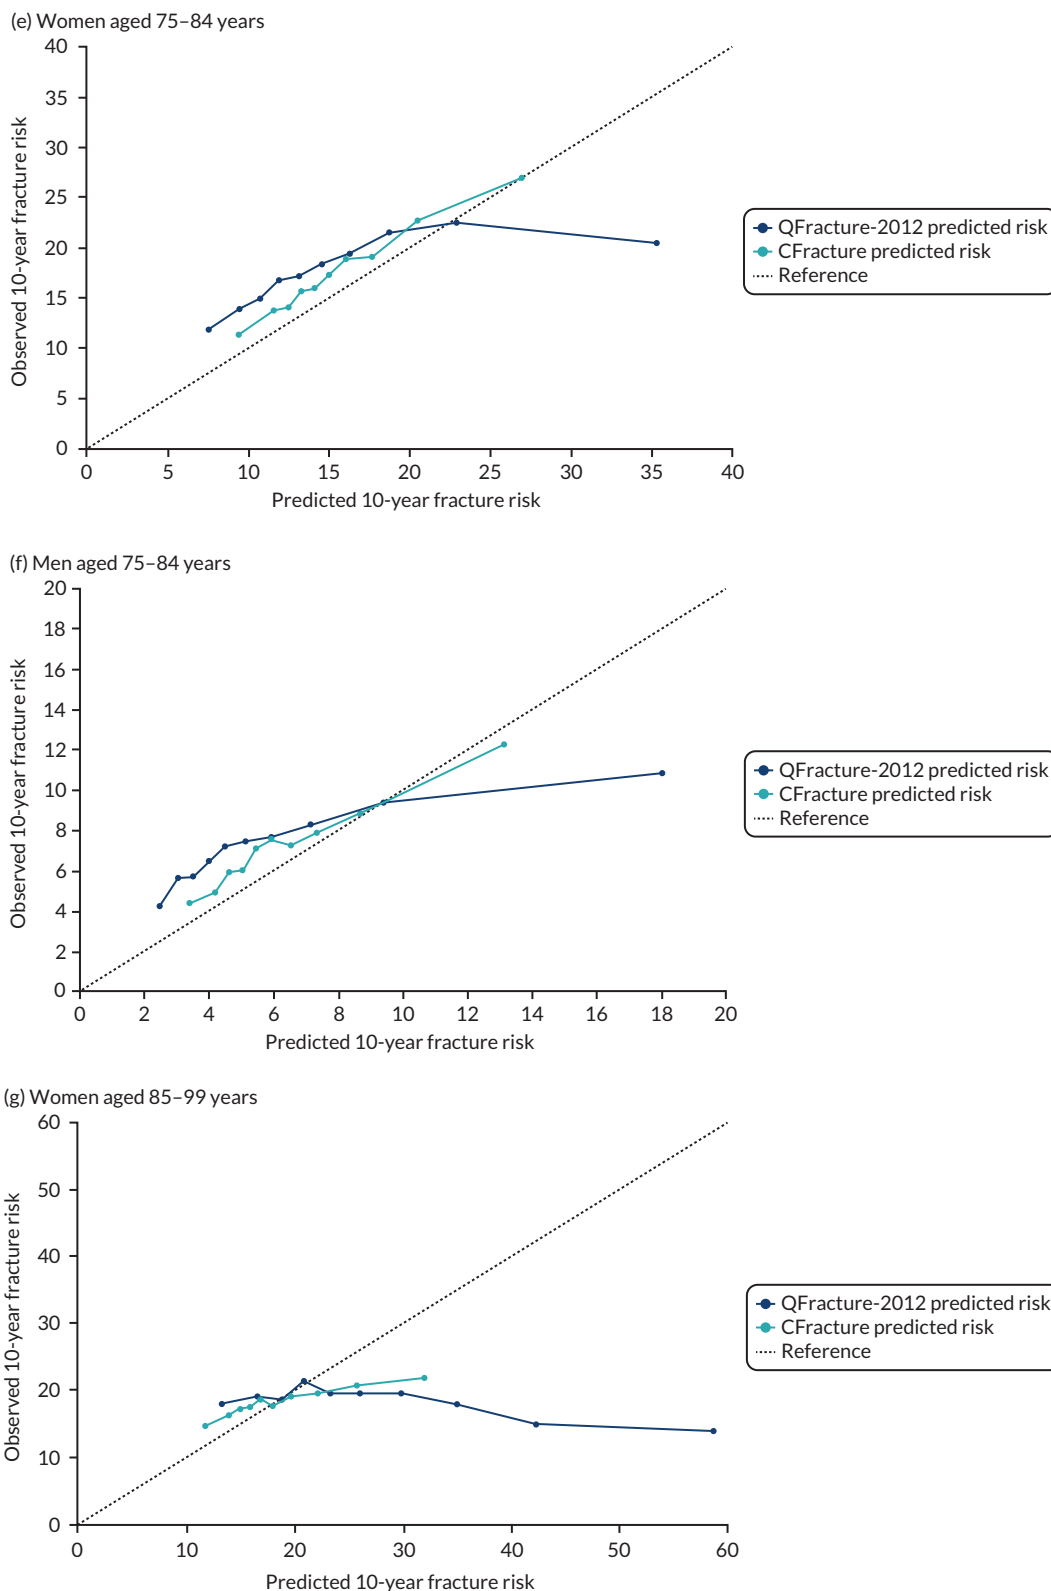 (e) Women aged 75–84 years
40
35
30
25
20
15
10
5
0
Observed 10-year fracture risk
0 5 10 15 20 25 30 35 40
Predicted 10-year fracture risk
QFracture-2012 predicted risk
CFracture predicted risk
Reference
(f) Men aged 75–84 years
20
18
16
14
12
10
8
6
4
2
0
Observed 10-year fracture risk
0 2 4 6 8 10 12 14 16 18 20
Predicted 10-year fracture risk
QFracture-2012 predicted risk
CFracture predicted risk
Reference
(g) Women aged 85–99 years
60
50
40
30
20
10
0
Observed 10-year fracture risk
0 10 20 30 40 50 60
Predicted 10-year fracture risk
QFracture-2012 predicted risk
CFracture predicted risk
Reference